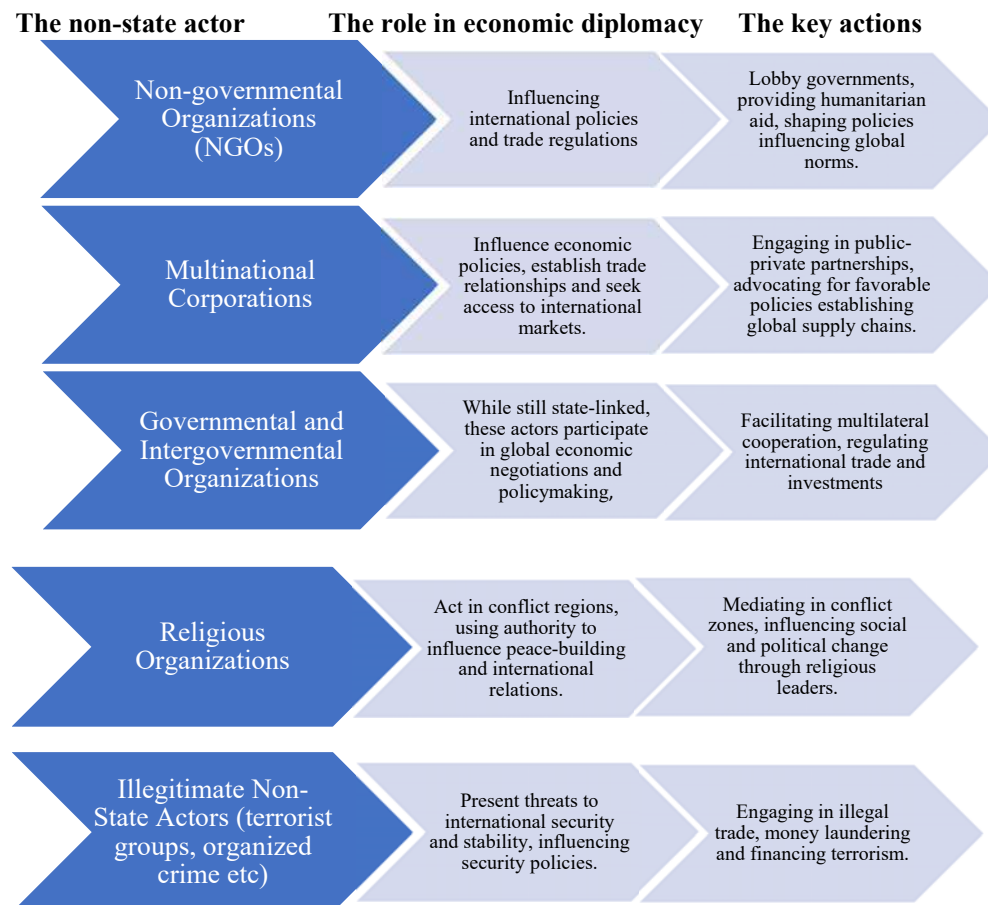 The non-state actor
The role in economic diplomacy
The key actions
Non-governmental
Organizations
(NGOs)
Influencing
international policies
and trade regulations
Lobby governments,
providing humanitarian
aid, shaping policies
influencing global
norms.
Multinational
Corporations
Influence economic
policies, establish trade
relationships and seek
access to international
markets.
Engaging in public-
private partnerships,
advocating for favorable
policies establishing
global supply chains.
Governmental and
Intergovernmental
Organizations
While still state-linked,
these actors participate
in global economic
negotiations and
policymaking,
Facilitating multilateral
cooperation, regulating
international trade and
investments
Religious
Organizations
Act in conflict regions,
using authority to
influence peace-building
and international
relations.
Mediating in conflict
zones, influencing social
and political change
through religious
leaders.
Illegitimate Non-
State Actors (terrorist
groups, organized
crime etc)
Present threats to
international security
and stability, influencing
security policies.
Engaging in illegal
trade, money laundering
and financing terrorism.